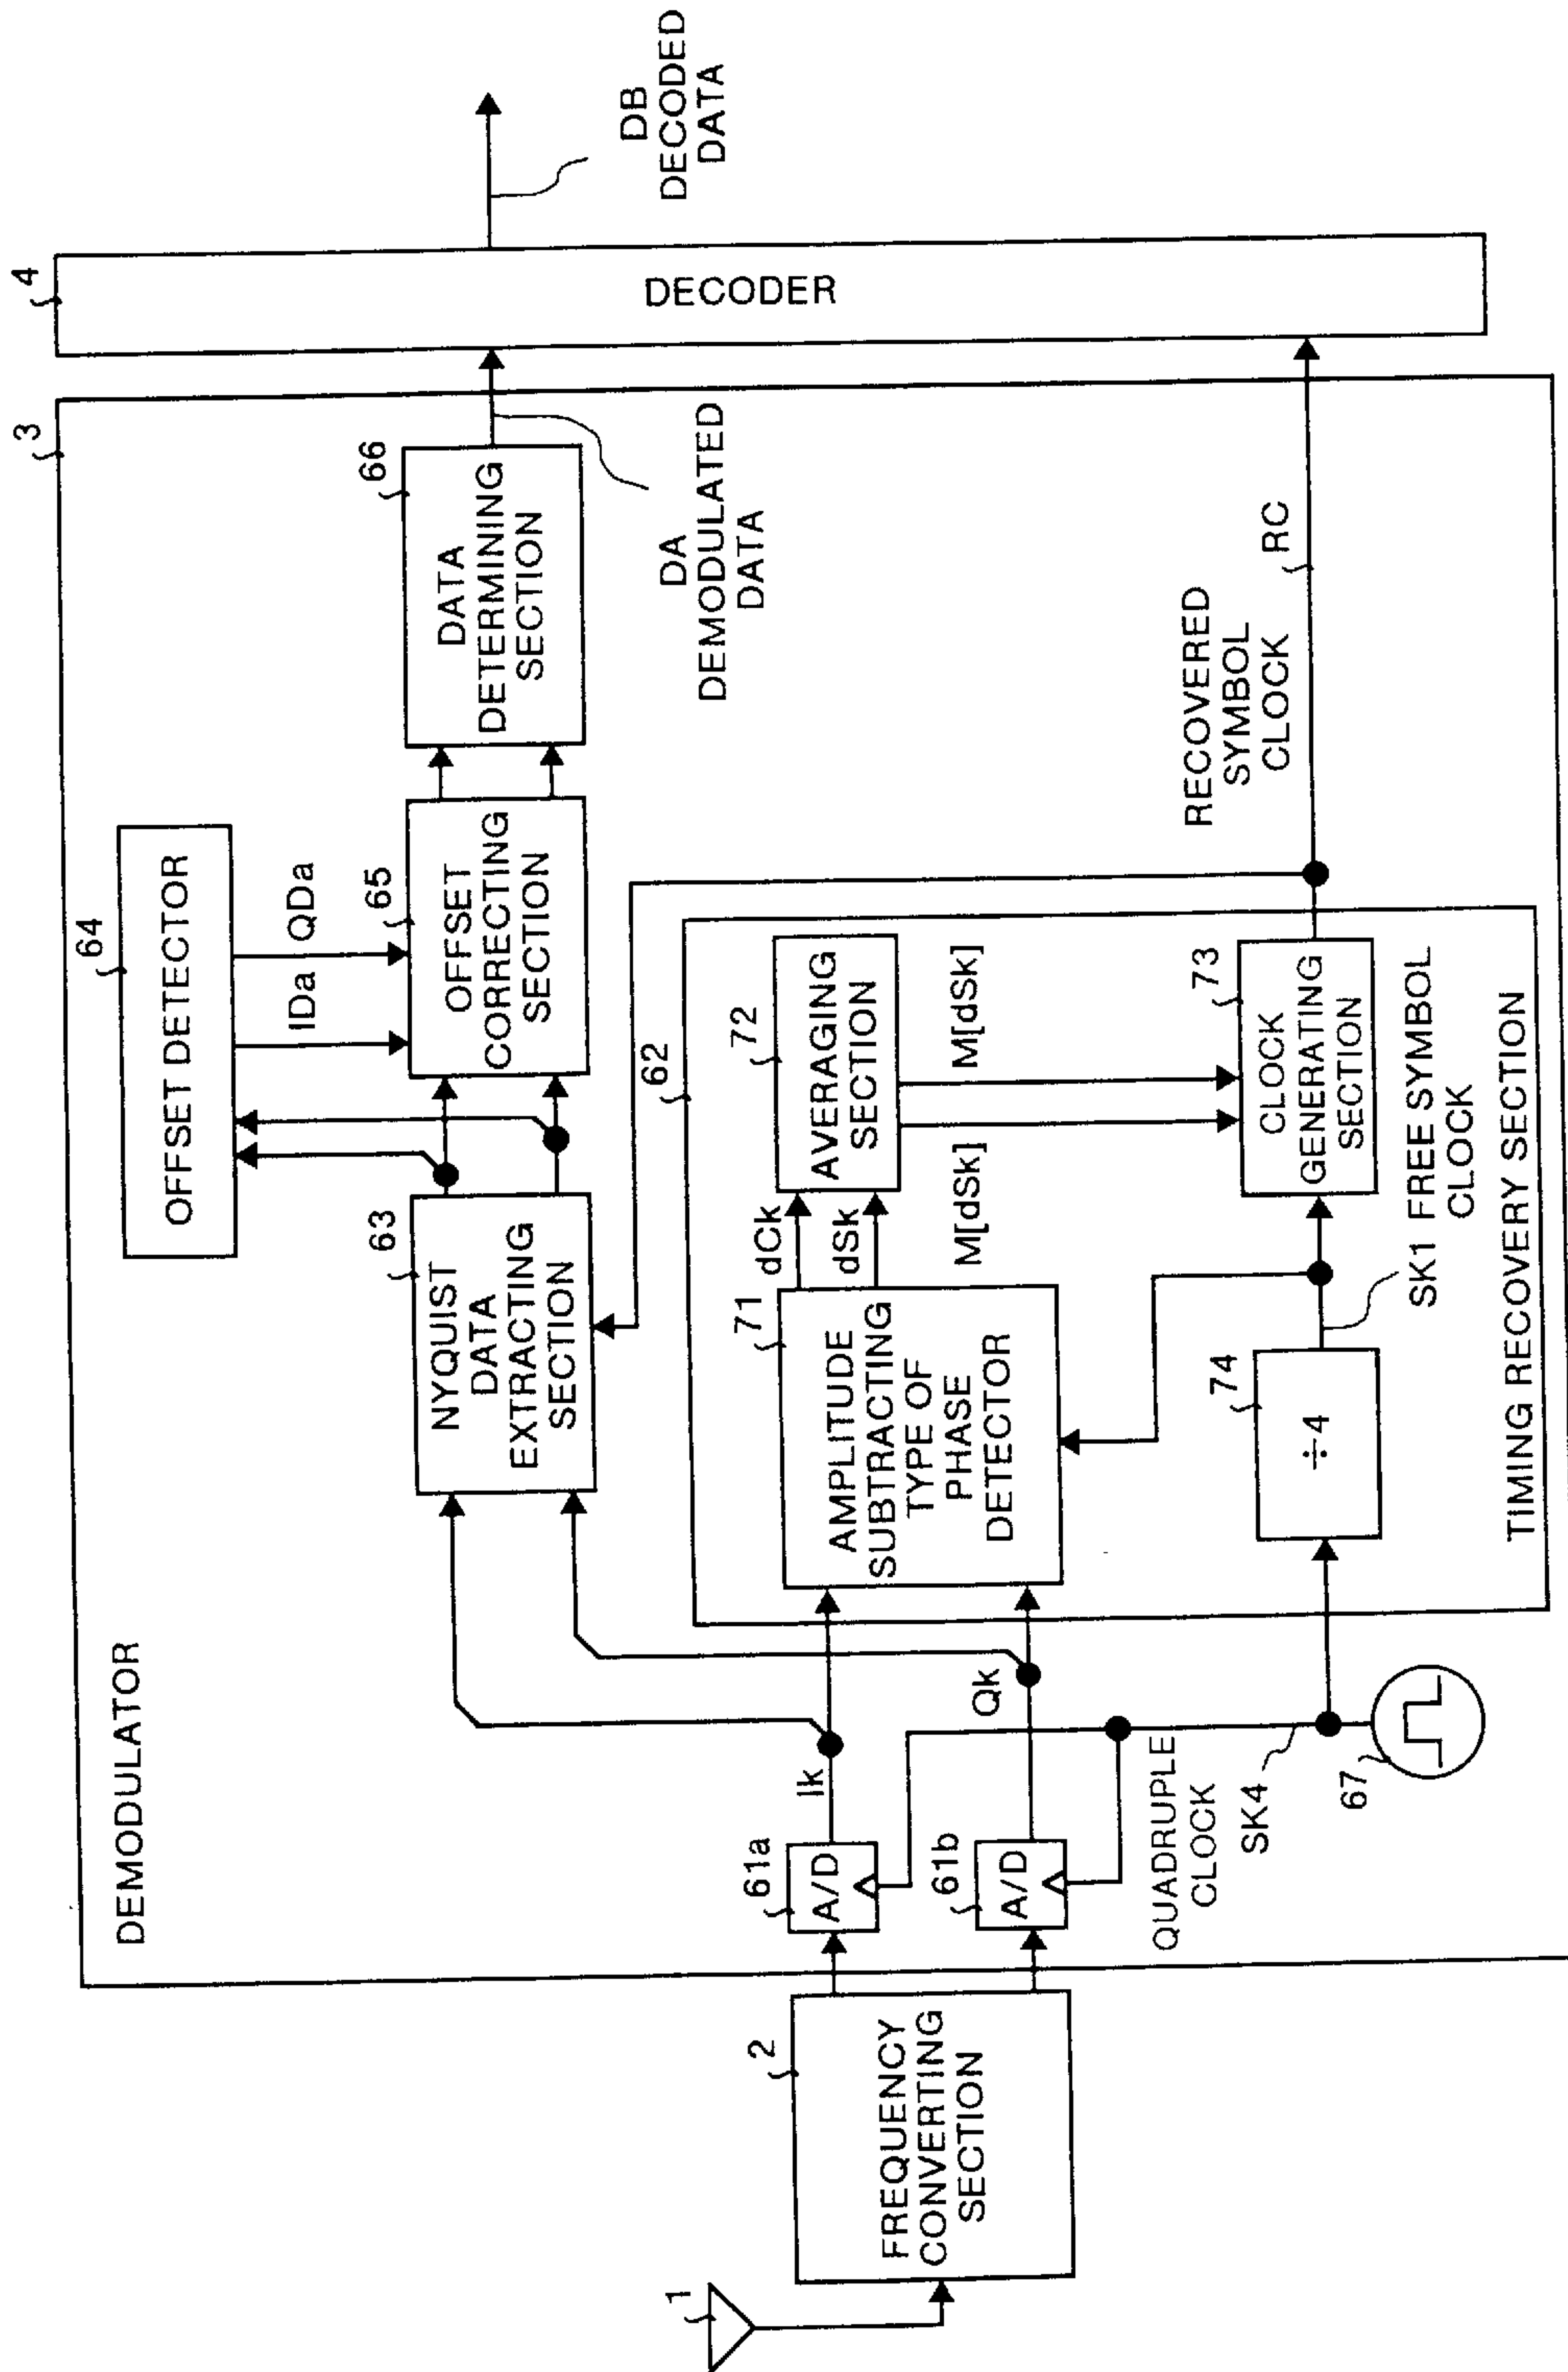 1
2
FREQUENCY
CONVERTING
SECTION
DEMODULATOR
3
61a
A/D
61b
A/D
Ik
Qk
QUADRUPLE
CLOCK
SK4
67
63
NYQUIST
DATA
EXTRACTING
SECTION
64
OFFSET DETECTOR
IDa
QDa
65
OFFSET
CORRECTING
SECTION
66
DATA
DETERMINING
SECTION
DA
DEMODULATED
DATA
62
71
AMPLITUDE
SUBTRACTING
TYPE OF
PHASE
DETECTOR
dCk
dSk
72
AVERAGING
SECTION
M[dSk]
M[dSk]
73
CLOCK
GENERATING
SECTION
74
÷4
SK1 FREE SYMBOL
CLOCK
TIMING RECOVERY SECTION
RECOVERED
SYMBOL
CLOCK
RC
4
DECODER
DB
DECODED
DATA